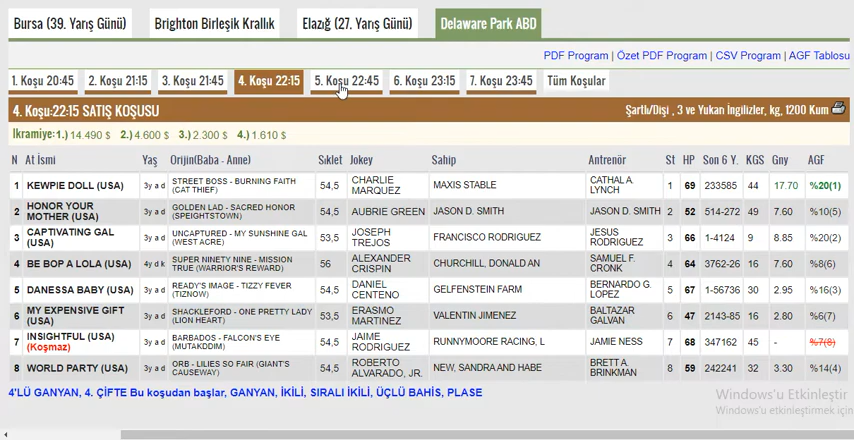 Bursa (39. Yarış Günü) Brighton Birleşik Krallık Elazığ (27. Yarış Günü) Delaware Park ABD
PDF Program | Özet PDF Program | CSV Program | AGF Tablosu
1. Koşu 20:45 2. Koşu 21:15 3. Koşu 21:45 4. Koşu 22:15 5. Koşu 22:45 6. Koşu 23:15 7. Koşu 23:45 Tüm Koşular
4. Koşu:22:15 SATIŞ KOŞUSU Şartlı/Dişi , 3 ve Yukarı İngilizler, kg, 1200 Kum
İkramiye: 1.) 14.490 $ 2.) 4.600 $ 3.) 2.300 $ 4.) 1.610 $
N At İsmi Yaş Orijin(Baba - Anne) Sıklet Jokey Sahip Antrenör St HP Son 6 Y. KGS Gny AGF
1 KEWPIE DOLL (USA) 3y a d STREET BOSS - BURNING FAITH (CAT THIEF) 54,5 CHARLIE MARQUEZ MAXIS STABLE CATHAL A. LYNCH 1 69 233585 44 17.70 %20(1)
2 HONOR YOUR MOTHER (USA) 3y a d GOLDEN LAD - SACRED HONOR (SPEIGHTSTOWN) 54,5 AUBRIE GREEN JASON D. SMITH JASON D. SMITH 2 52 514-272 49 7.60 %10(5)
3 CAPTIVATING GAL (USA) 3y a d UNCAPTURED - MY SUNSHINE GAL (WEST ACRE) 53,5 JOSEPH TREJOS FRANCISCO RODRIGUEZ JESUS RODRIGUEZ 3 66 1-4124 9 8.85 %20(2)
4 BE BOP A LOLA (USA) 4y d k SUPER NINETY NINE - MISSION TRUE (WARRIOR'S REWARD) 56 ALEXANDER CRISPIN CHURCHILL, DONALD AN SAMUEL F. CRONK 4 64 3762-26 16 7.60 %8(6)
5 DANESSA BABY (USA) 3y a d READY'S IMAGE - TIZZY FEVER (TIZNOW) 54,5 DANIEL CENTENO GELFENSTEIN FARM BERNARDO G. LOPEZ 5 67 1-56736 30 2.95 %16(3)
6 MY EXPENSIVE GIFT (USA) 3y a d SHACKLEFORD - ONE PRETTY LADY (LION HEART) 53,5 ERASMO MARTINEZ VALENTIN JIMENEZ BALTAZAR GALVAN 6 47 2143-85 16 2.80 %6(7)
7 INSIGHTFUL (USA) (Koşmaz) 3y a d BARBADOS - FALCON'S EYE (MUTAKDDIM) 54,5 JAIME RODRIGUEZ RUNNYMOORE RACING, L JAMIE NESS 7 68 347162 45 - %7(8)
8 WORLD PARTY (USA) 3y a d ORB - LILIES SO FAIR (GIANT'S CAUSEWAY) 54,5 ROBERTO ALVARADO, JR. NEW, SANDRA AND HABE BRETT A. BRINKMAN 8 59 242241 32 3.30 %14(4)
4'LÜ GANYAN, 4. ÇİFTE Bu koşudan başlar, GANYAN, İKİLİ, SIRALI İKİLİ, ÜÇLÜ BAHİS, PLASE
Windows'u Etkinleştir
Windows'u etkinleştirmek için